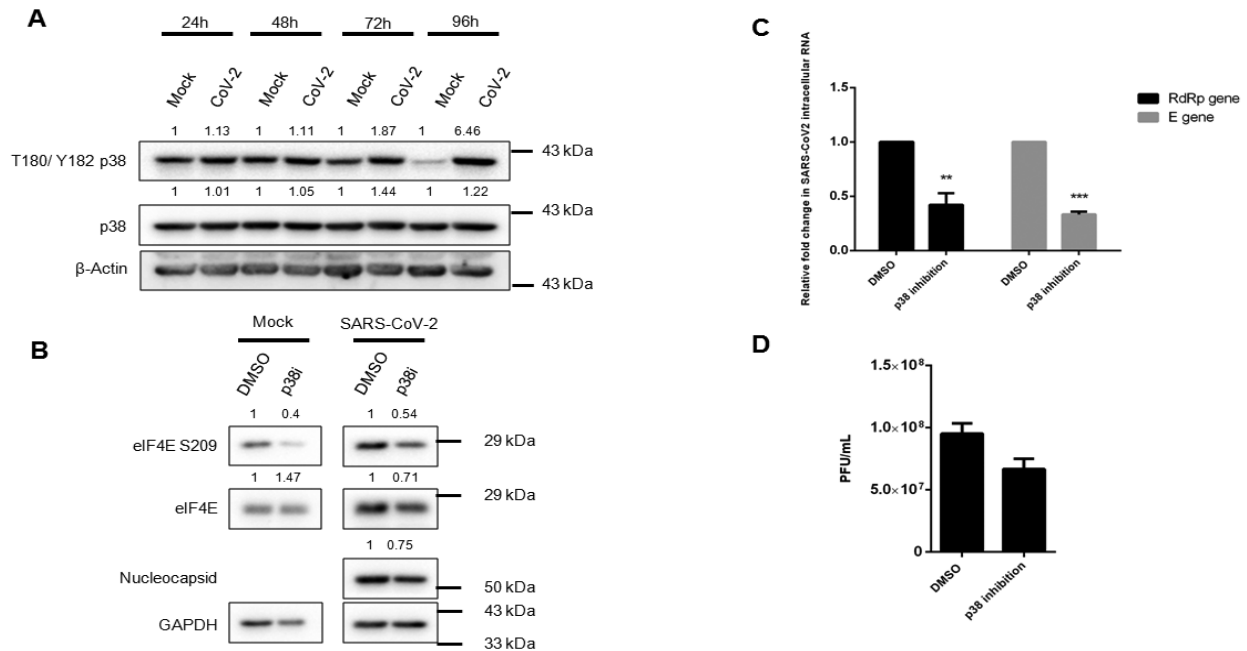 A
24h 48h 72h 96h
Mock CoV-2 Mock CoV-2 Mock CoV-2 Mock CoV-2
1 1.13 1 1.11 1 1.87 1 6.46
T180/ Y182 p38
43 kDa
1 1.01 1 1.05 1 1.44 1 1.22
p38
43 kDa
β-Actin
43 kDa
B
Mock SARS-CoV-2
DMSO p38i DMSO p38i
1 0.4 1 0.54
eIF4E S209
29 kDa
1 1.47 1 0.71
eIF4E
29 kDa
1 0.75
Nucleocapsid
50 kDa
GAPDH
43 kDa
33 kDa
C
Relative fold change in SARS-CoV2 intracellular RNA
1.5
1.0
0.5
0.0
** ***
DMSO p38 inhibition DMSO p38 inhibition
RdRp gene
E gene
D
PFU/mL
1.5×10⁸
1.0×10⁸
5.0×10⁷
0
DMSO p38 inhibition